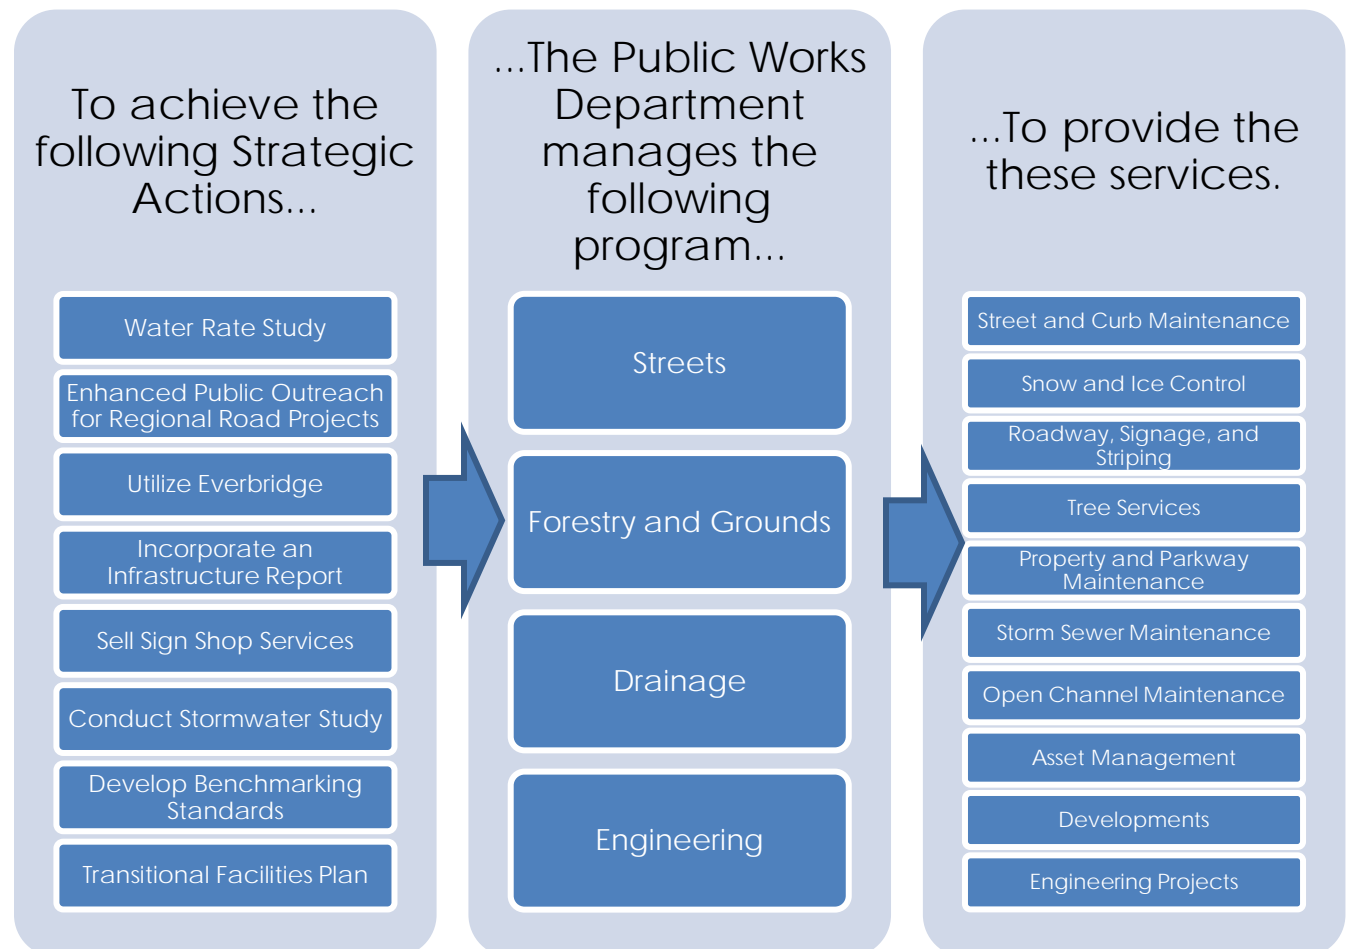 To achieve the
following Strategic
Actions...
Water Rate Study
Enhanced Public Outreach
for Regional Road Projects
Utilize Everbridge
Incorporate an
Infrastructure Report
Sell Sign Shop Services
Conduct Stormwater Study
Develop Benchmarking
Standards
Transitional Facilities Plan
...The Public Works
Department
manages the
following
program...
Streets
Forestry and Grounds
Drainage
Engineering
...To provide the
these services.
Street and Curb Maintenance
Snow and Ice Control
Roadway, Signage, and
Striping
Tree Services
Property and Parkway
Maintenance
Storm Sewer Maintenance
Open Channel Maintenance
Asset Management
Developments
Engineering Projects